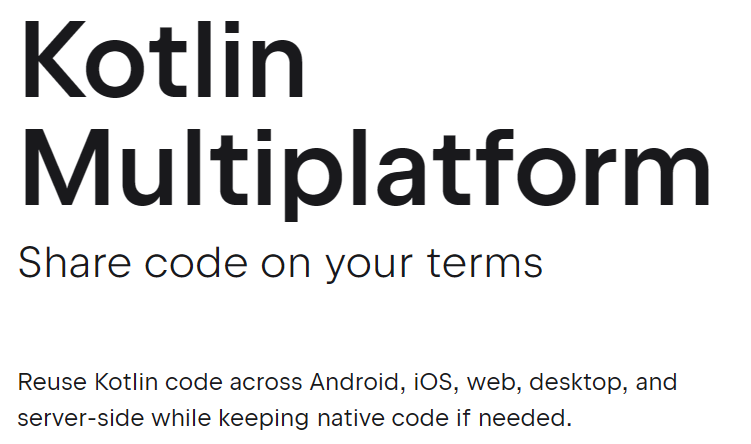 Kotlin
Multiplatform
Share code on your terms
Reuse Kotlin code across Android, iOS, web, desktop, and
server-side while keeping native code if needed.